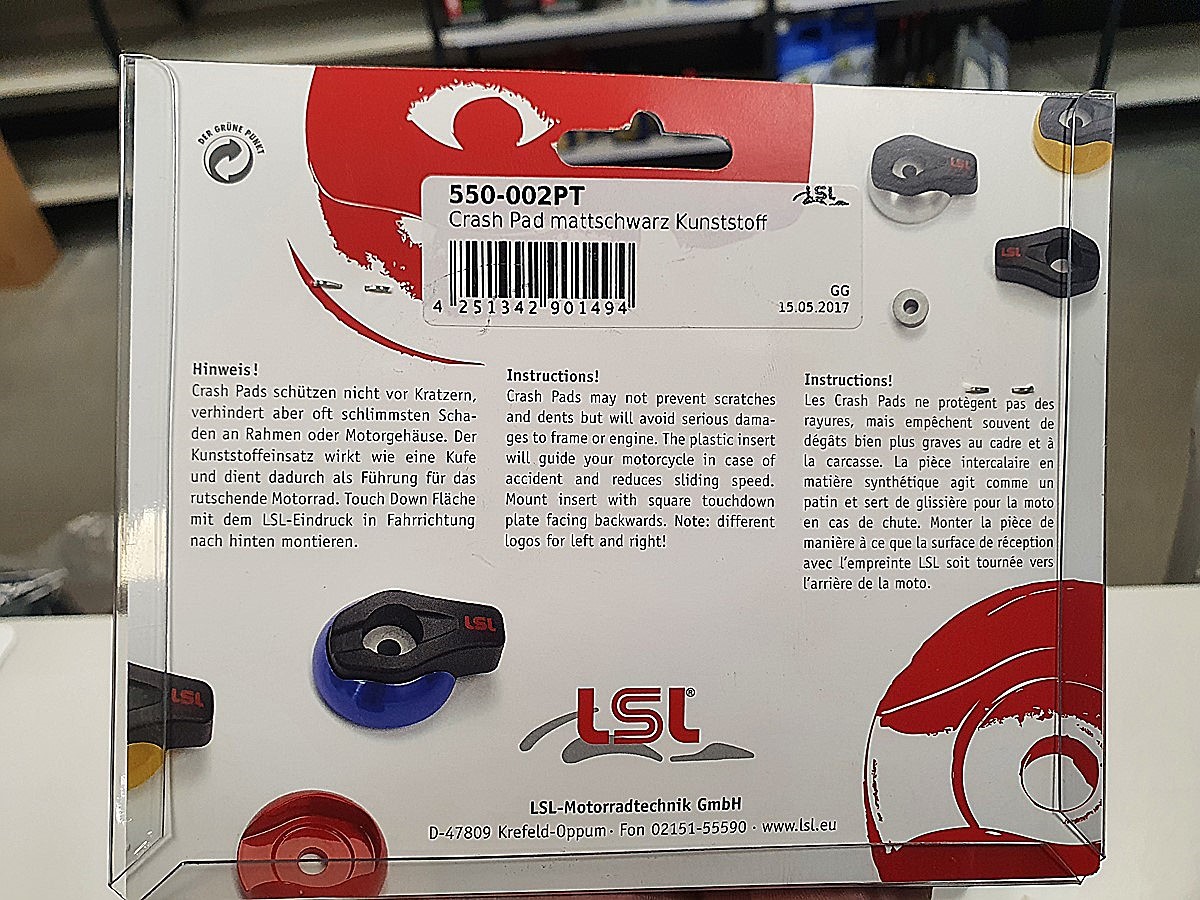 DER GRÜNE PUNKT
550-002PT
LSL
Crash Pad mattschwarz Kunststoff
4 251342 901494
GG
15.05.2017
LSL
LSL
Hinweis!
Crash Pads schützen nicht vor Kratzern,
verhindert aber oft schlimmsten Scha-
den an Rahmen oder Motorgehäuse. Der
Kunststoffeinsatz wirkt wie eine Kufe
und dient dadurch als Führung für das
rutschende Motorrad. Touch Down Fläche
mit dem LSL-Eindruck in Fahrrichtung
nach hinten montieren.
Instructions!
Crash Pads may not prevent scratches
and dents but will avoid serious dama-
ges to frame or engine. The plastic insert
will guide your motorcycle in case of
accident and reduces sliding speed.
Mount insert with square touchdown
plate facing backwards. Note: different
logos for left and right!
Instructions!
Les Crash Pads ne protègent pas des
rayures, mais empêchent souvent de
dégâts bien plus graves au cadre et à
la carcasse. La pièce intercalaire en
matière synthétique agit comme un
patin et sert de glissière pour la moto
en cas de chute. Monter la pièce de
manière à ce que la surface de réception
avec l'empreinte LSL soit tournée vers
l'arrière de la moto.
LSL
LSL
LSL®
LSL-Motorradtechnik GmbH
D-47809 Krefeld-Oppum · Fon 02151-55590 · www.lsl.eu